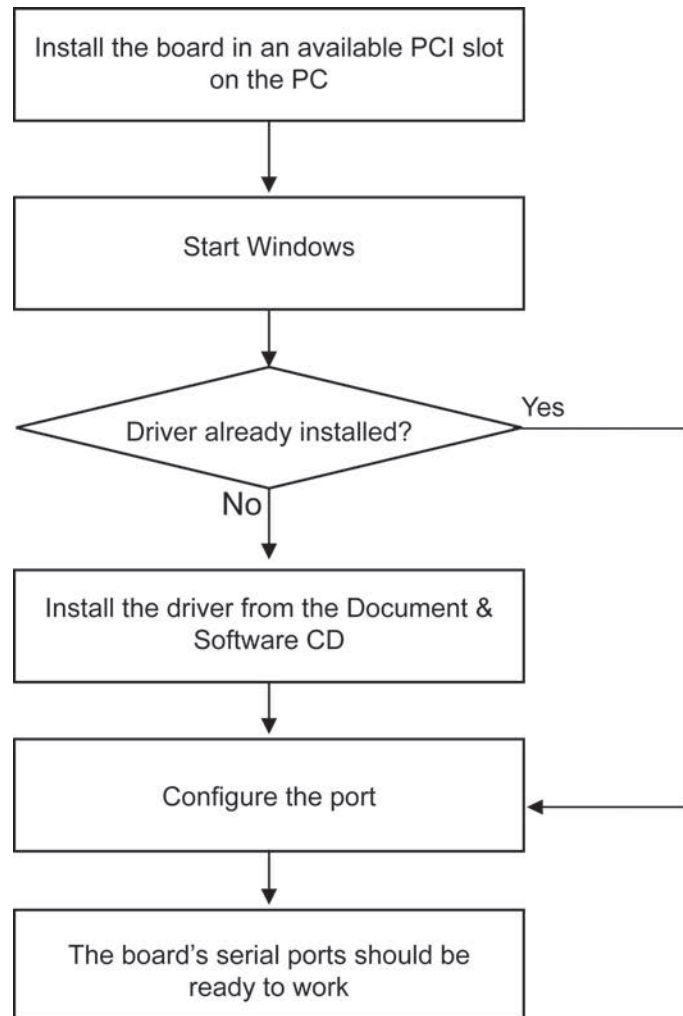 Install the board in an available PCI slot
on the PC
Start Windows
Driver already installed?
Yes
No
Install the driver from the Document &
Software CD
Configure the port
The board's serial ports should be
ready to work